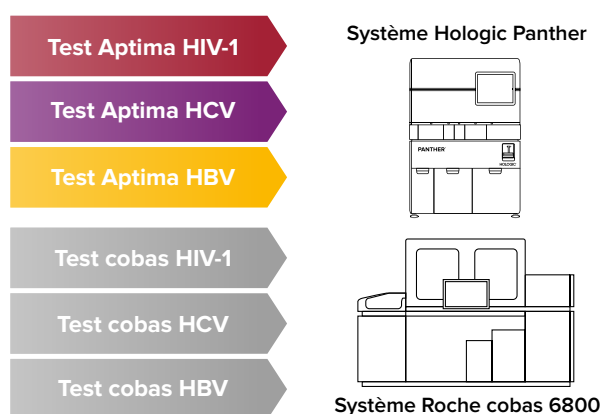 Test Aptima HIV-1
Test Aptima HCV
Test Aptima HBV
Test cobas HIV-1
Test cobas HCV
Test cobas HBV
Système Hologic Panther
PANTHER
HOLOGIC
Système Roche cobas 6800